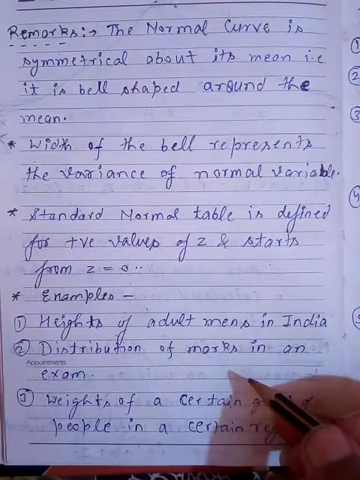 Remarks:→ The Normal Curve is
symmetrical about its mean i.e
it is bell shaped around the
mean.
* Width of the bell represents
the variance of normal variable.
* Standard Normal table is defined
for +ve values of z & starts
from z = 0..
* Examples –
① Heights of adult mens in India
② Distribution of marks in an
Appointments
exam.
③ Weights of a certain
people in a certain